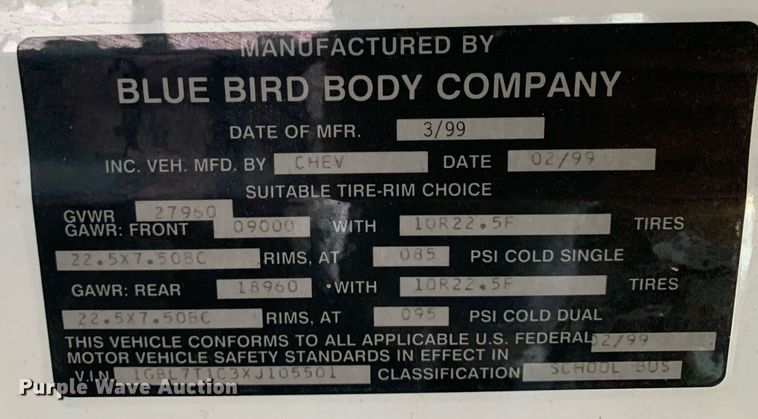 MANUFACTURED BY
BLUE BIRD BODY COMPANY
DATE OF MFR. 3/99
INC. VEH. MFD. BY CHEV DATE 02/99
SUITABLE TIRE-RIM CHOICE
GVWR 27960
GAWR: FRONT 09000 WITH 10R22.5F TIRES
22.5X7.50BC RIMS, AT 085 PSI COLD SINGLE
GAWR: REAR 18960 WITH 10R22.5F TIRES
22.5X7.50BC RIMS, AT 095 PSI COLD DUAL
THIS VEHICLE CONFORMS TO ALL APPLICABLE U.S. FEDERAL 02/99
MOTOR VEHICLE SAFETY STANDARDS IN EFFECT IN
V.I.N. 1GBL7T1C3XJ105501 CLASSIFICATION SCHOOL BUS
Purple Wave Auction